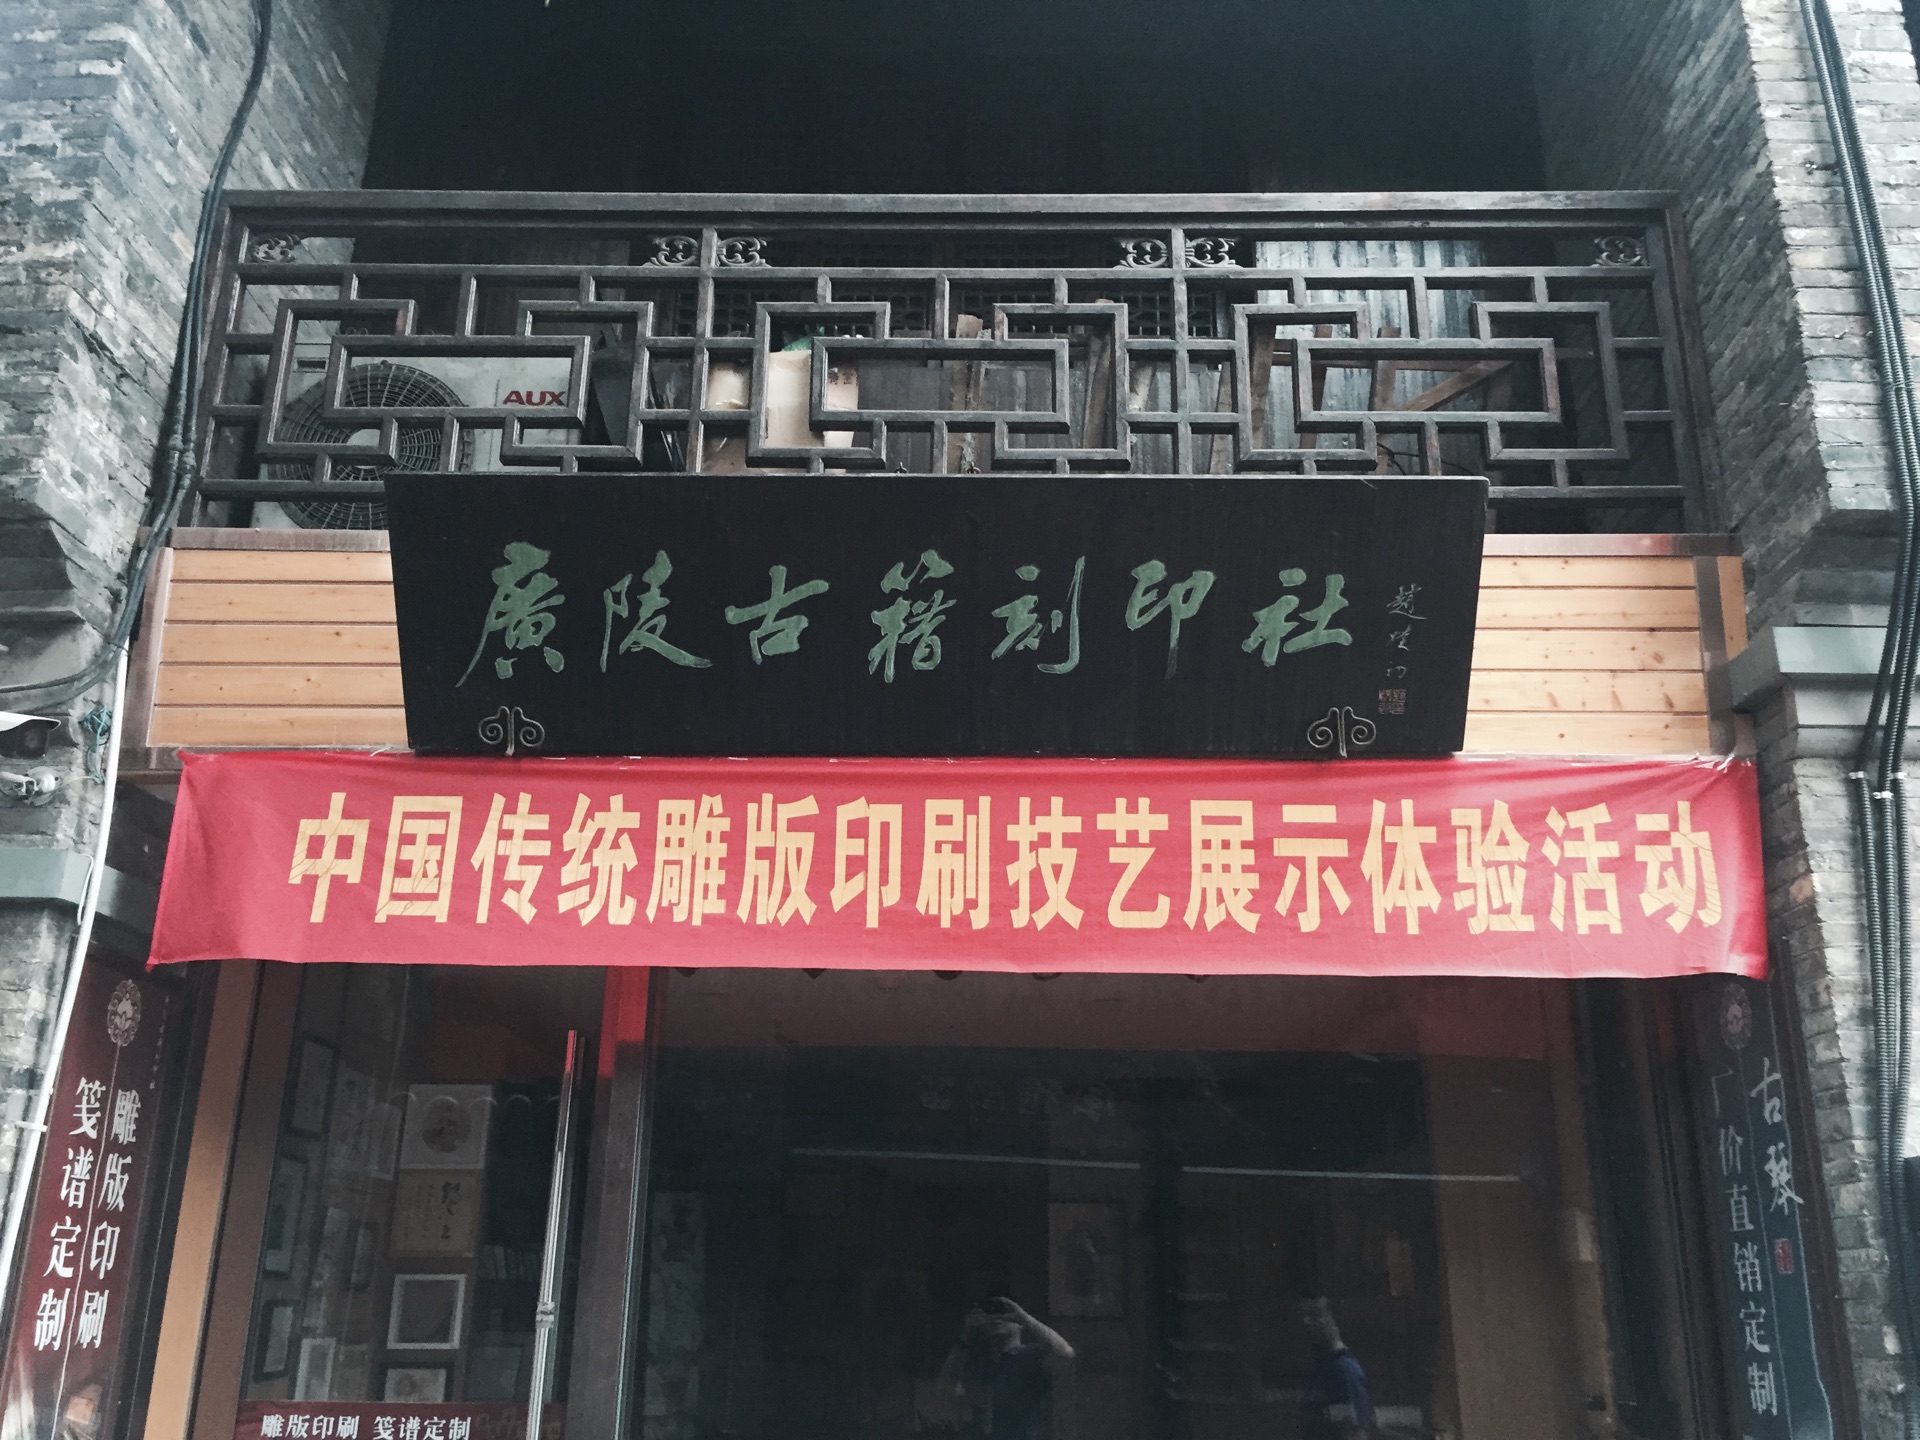 AUX
廣陵古籍刻印社
中国传统雕版印刷技艺展示体验活动
雕版印刷
笺谱定制
古琴
厂价直销定制
雕版印刷 笺谱定制